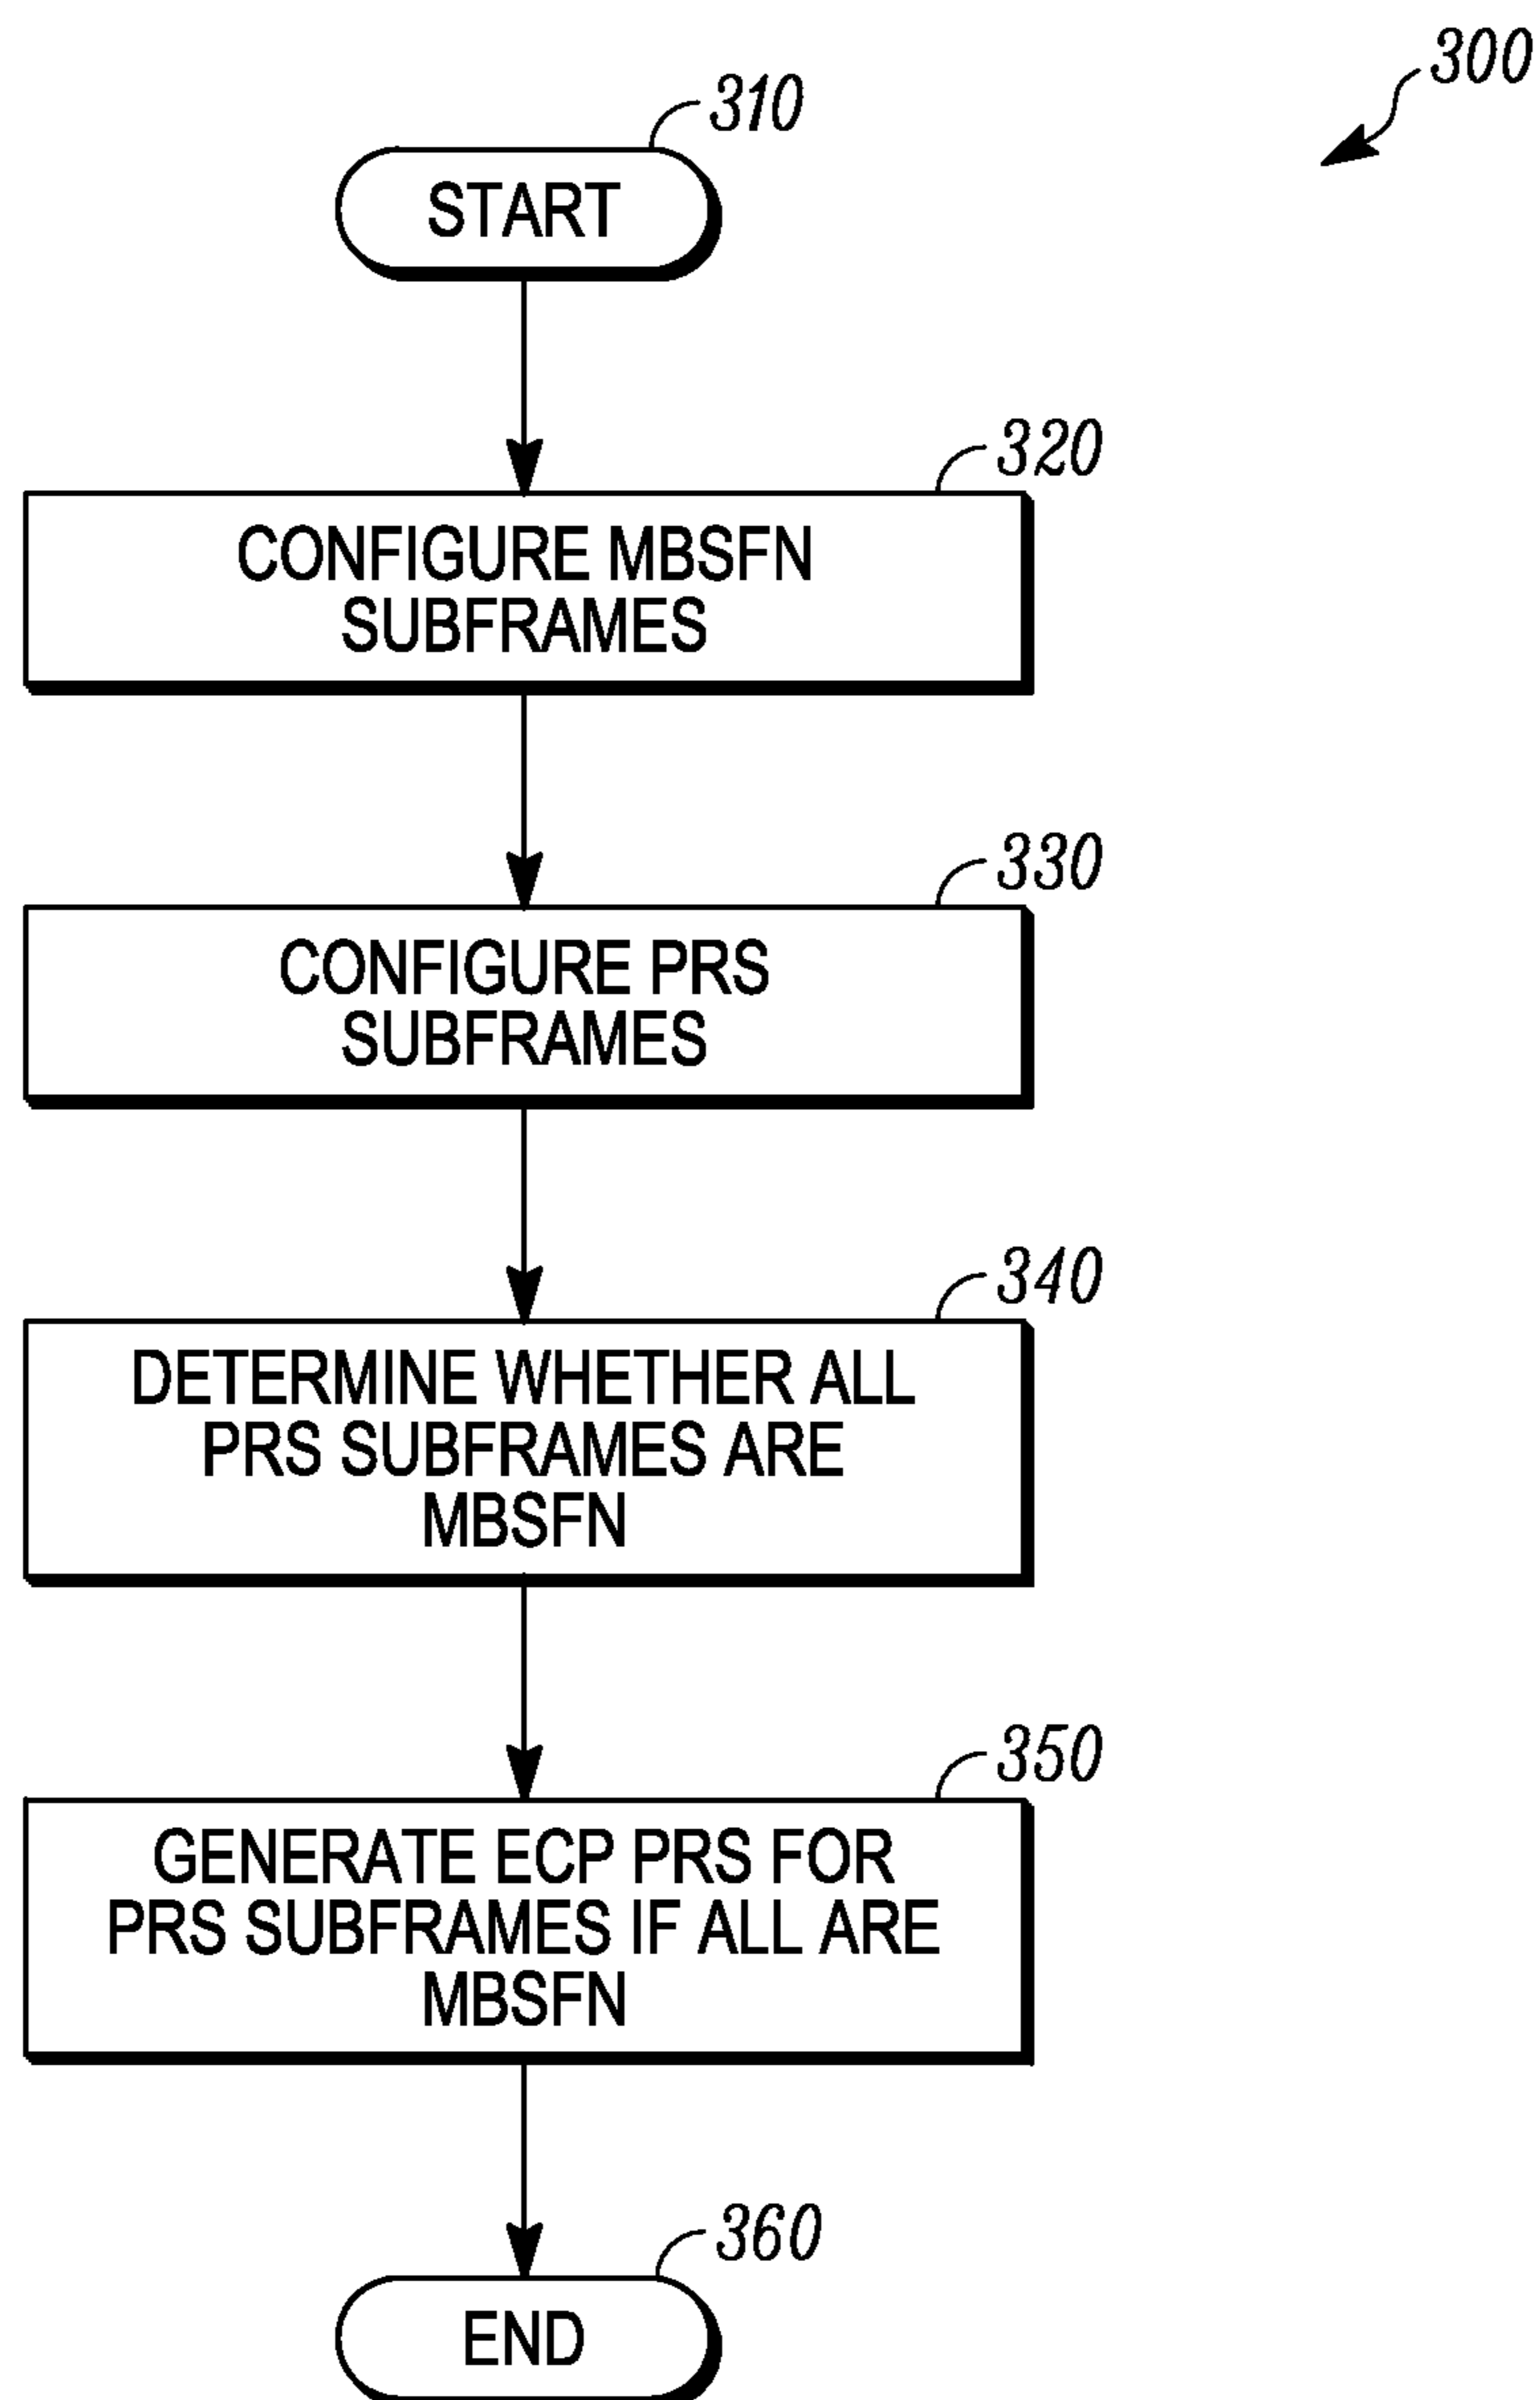 300
310
START
320
CONFIGURE MBSFN
SUBFRAMES
330
CONFIGURE PRS
SUBFRAMES
340
DETERMINE WHETHER ALL
PRS SUBFRAMES ARE
MBSFN
350
GENERATE ECP PRS FOR
PRS SUBFRAMES IF ALL ARE
MBSFN
360
END